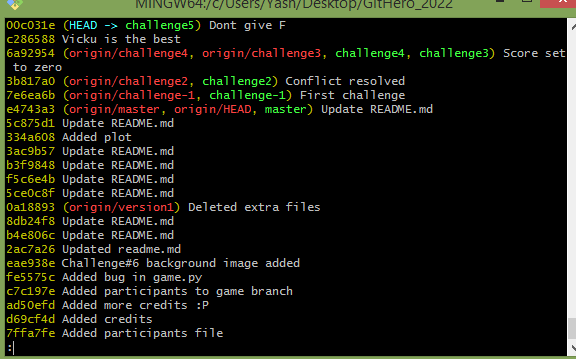 MINGW64:/c/Users/Yash/Desktop/GitHero_2022
00c031e (HEAD -> challenge5) Dont give F
c286588 Vicku is the best
6a92954 (origin/challenge4, origin/challenge3, challenge4, challenge3) Score set
to zero
3b817a0 (origin/challenge2, challenge2) Conflict resolved
7e6ea6b (origin/challenge-1, challenge-1) First challenge
e4743a3 (origin/master, origin/HEAD, master) Update README.md
5c875d1 Update README.md
334a608 Added plot
3ac9b57 Update README.md
b3f9848 Update README.md
f5c6e4b Update README.md
5ce0c8f Update README.md
0a18893 (origin/version1) Deleted extra files
8db24f8 Update README.md
b4e806c Update README.md
2ac7a26 Updated readme.md
eae938e Challenge#6 background image added
fe5575c Added bug in game.py
c7c197e Added participants to game branch
ad50efd Added more credits :P
d69cf4d Added credits
7ffa7fe Added participants file
: